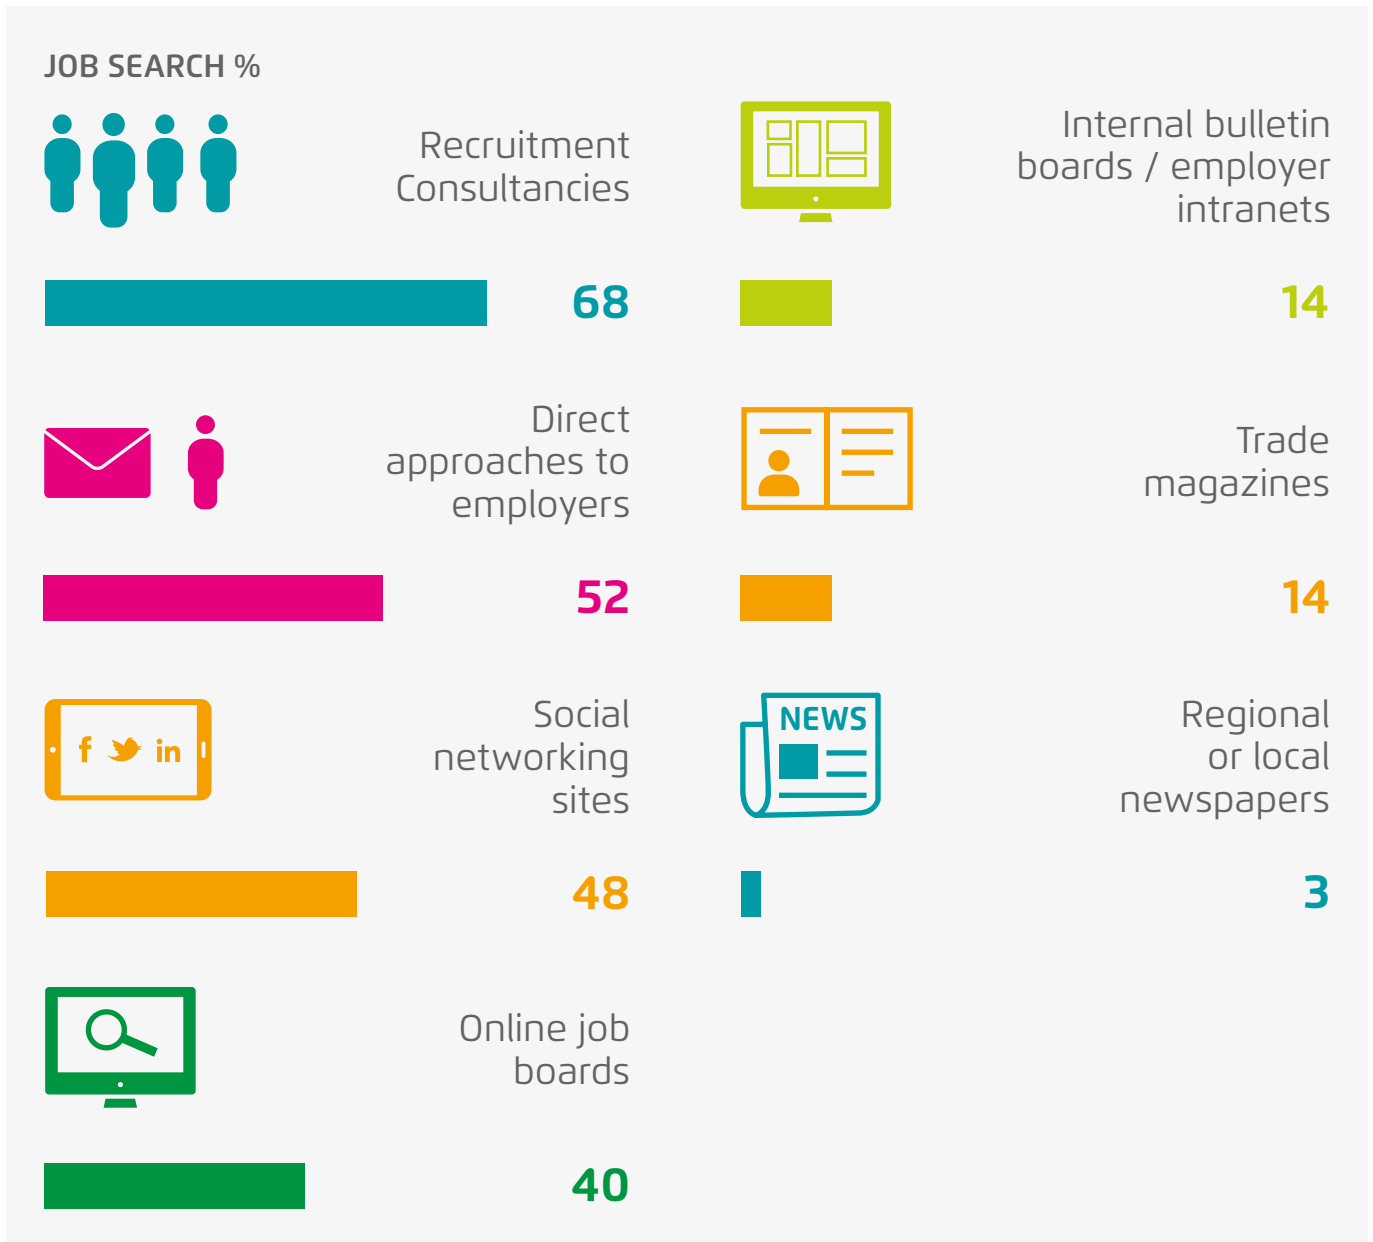 JOB SEARCH %
Recruitment
Consultancies
68
Direct
approaches to
employers
52
f in
Social
networking
sites
48
Online job
boards
40
Internal bulletin
boards / employer
intranets
14
Trade
magazines
14
NEWS
Regional
or local
newspapers
3